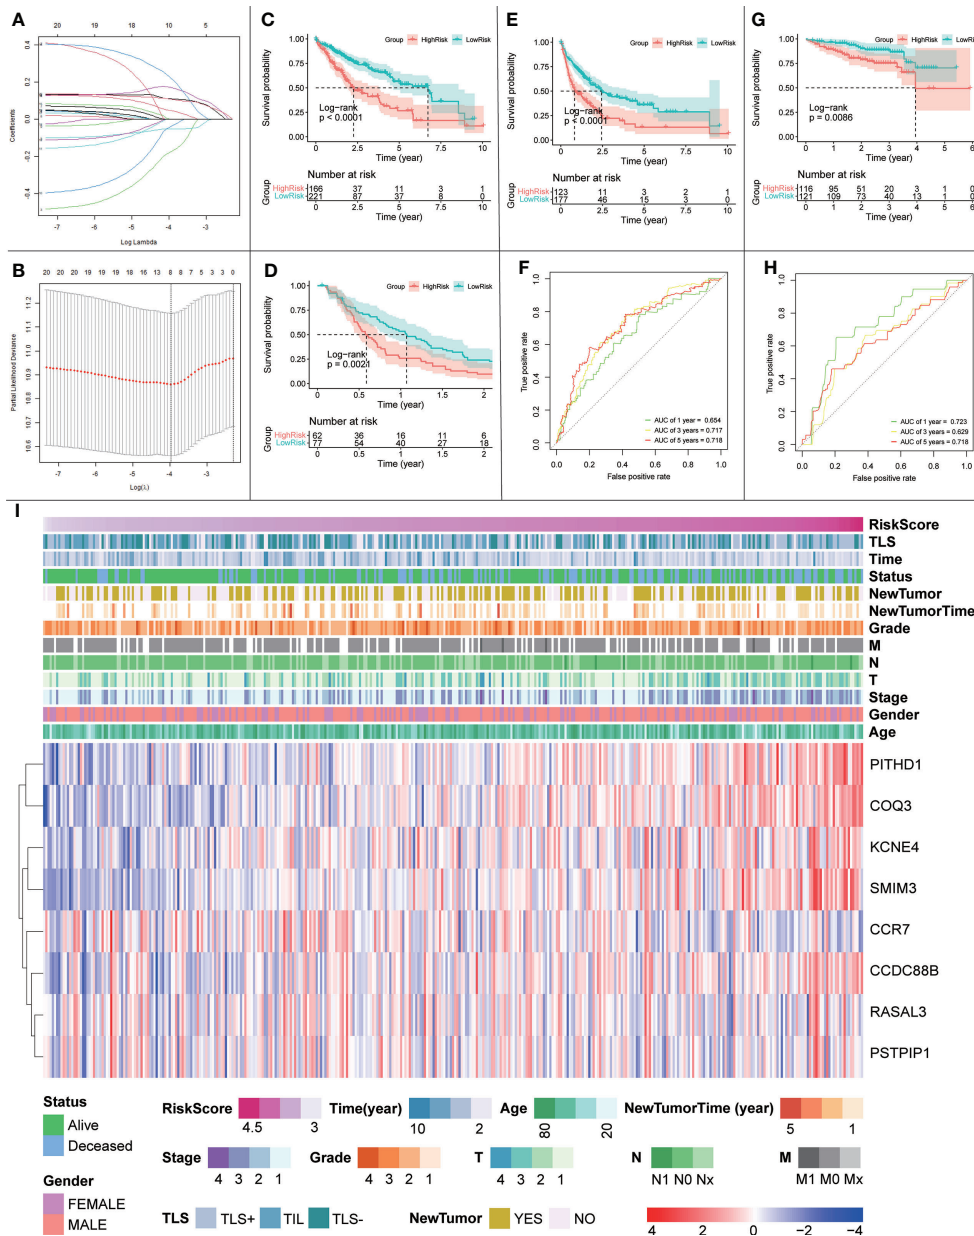 A
20 19 19 18 10 5
Coefficients
0.4
0.2
0.0
-0.2
-0.4
-7 -6 -5 -4 -3
Log Lambda
B
20 20 20 19 19 19 18 16 13 8 8 7 5 3 3 0
Partial Likelihood Deviance
11.2
11.1
11.0
10.9
10.8
10.7
10.6
-7 -6 -5 -4 -3
Log(λ)
C
Group HighRisk LowRisk
Survival probability
1.00
0.75
0.50
0.25
0.00
Log-rank
p < 0.0001
0 2.5 5 7.5 10
Time (year)
Number at risk
Group
HighRisk 166 37 11 3 1
LowRisk 221 87 37 8 0
0 2.5 5 7.5 10
Time (year)
D
Group HighRisk LowRisk
Survival probability
1.00
0.75
0.50
0.25
0.00
Log-rank
p = 0.0021
0 0.5 1 1.5 2
Time (year)
Number at risk
Group
HighRisk 62 36 16 11 6
LowRisk 77 54 40 27 18
0 0.5 1 1.5 2
Time (year)
E
Group HighRisk LowRisk
Survival probability
1.00
0.75
0.50
0.25
0.00
Log-rank
p < 0.0001
0 2.5 5 7.5 10
Time (year)
Number at risk
Group
HighRisk 123 11 3 2 1
LowRisk 177 46 15 3 0
0 2.5 5 7.5 10
Time (year)
F
True positive rate
1.0
0.8
0.6
0.4
0.2
0.0
AUC of 1 year = 0.654
AUC of 3 years = 0.717
AUC of 5 years = 0.718
0.0 0.2 0.4 0.6 0.8 1.0
False positive rate
G
Group HighRisk LowRisk
Survival probability
1.00
0.75
0.50
0.25
0.00
Log-rank
p = 0.0086
0 1 2 3 4 5 6
Time (year)
Number at risk
Group
HighRisk 116 95 51 20 3 1 0
LowRisk 121 109 73 40 13 1 0
0 1 2 3 4 5 6
Time (year)
H
True positive rate
1.0
0.8
0.6
0.4
0.2
0.0
AUC of 1 year = 0.723
AUC of 3 years = 0.629
AUC of 5 years = 0.718
0.0 0.2 0.4 0.6 0.8 1.0
False positive rate
I
RiskScore
TLS
Time
Status
NewTumor
NewTumorTime
Grade
M
N
T
Stage
Gender
Age
PITHD1
COQ3
KCNE4
SMIM3
CCR7
CCDC88B
RASAL3
PSTPIP1
Status
Alive
Deceased
Gender
FEMALE
MALE
RiskScore
4.5 3
Time(year)
10 2
Age
80 20
NewTumorTime (year)
5 1
Stage
4 3 2 1
Grade
4 3 2 1
T
4 3 2 1
N
N1 N0 Nx
M
M1 M0 Mx
TLS TLS+ TIL TLS-
NewTumor YES NO
4 2 0 −2 −4